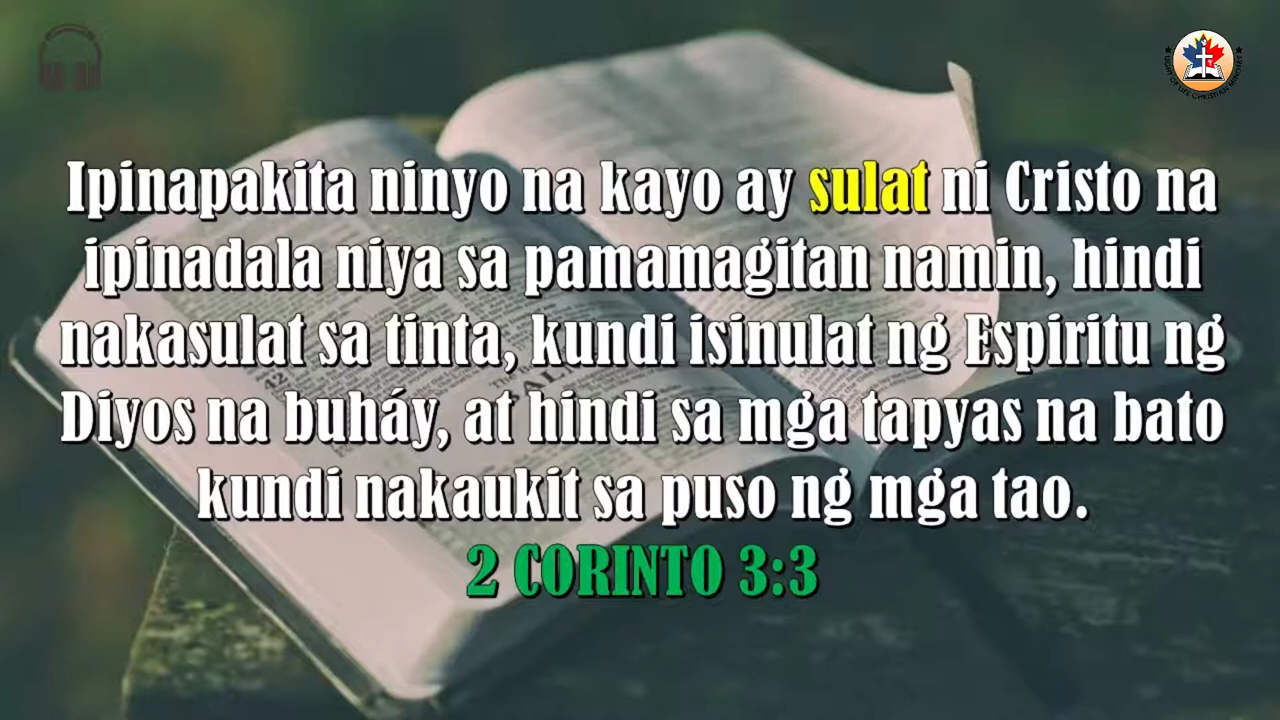 Ipinapakita ninyo na kayo ay sulat ni Cristo na
ipinadala niya sa pamamagitan namin, hindi
nakasulat sa tinta, kundi isinulat ng Espiritu ng
Diyos na buháy, at hindi sa mga tapyas na bato
kundi nakaukit sa puso ng mga tao.
2 CORINTO 3:3